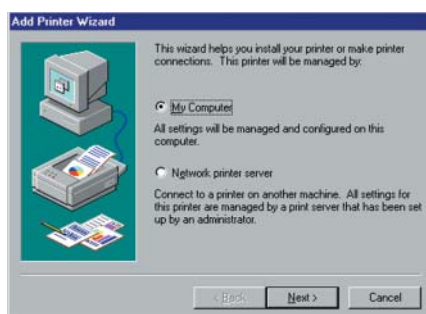 Add Printer Wizard
This wizard helps you install your printer or make printer
connections. This printer will be managed by:
My Computer
All settings will be managed and configured on this
computer.
Network printer server
Connect to a printer on another machine. All settings for
this printer are managed by a print server that has been set
up by an administrator.
< Back Next > Cancel